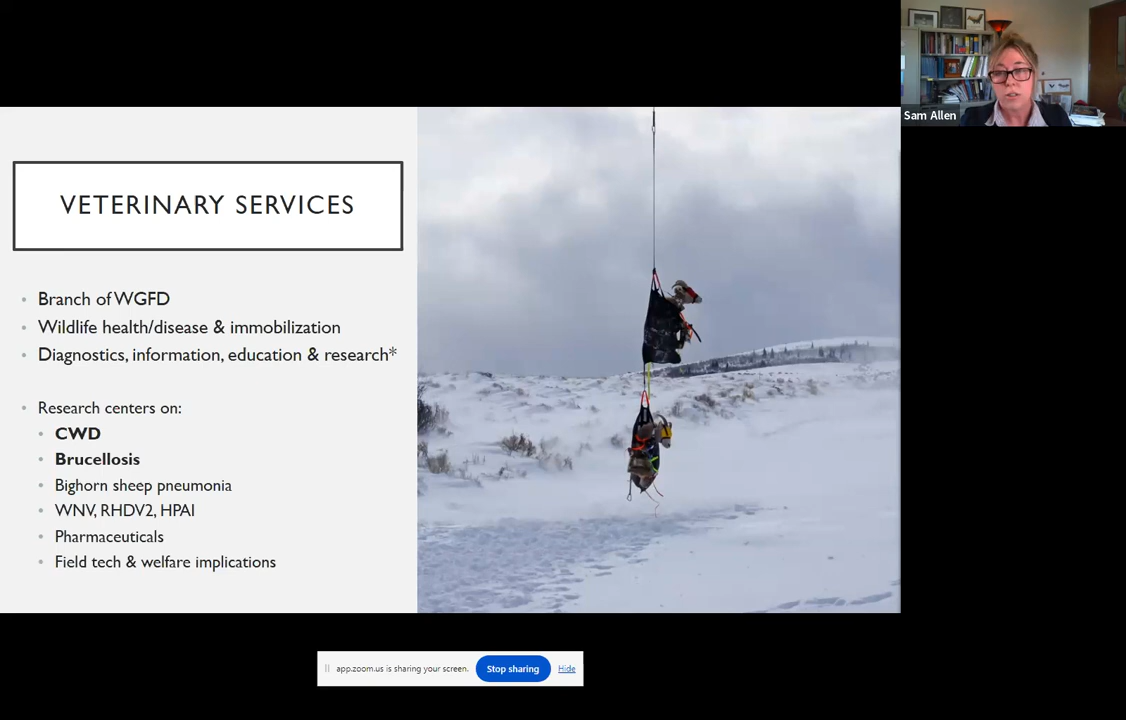 Sam Allen
VETERINARY SERVICES
Branch of WGFD
Wildlife health/disease & immobilization
Diagnostics, information, education & research*
Research centers on:
CWD
Brucellosis
Bighorn sheep pneumonia
WNV, RHDV2, HPAI
Pharmaceuticals
Field tech & welfare implications
app.zoom.us is sharing your screen. Stop sharing Hide